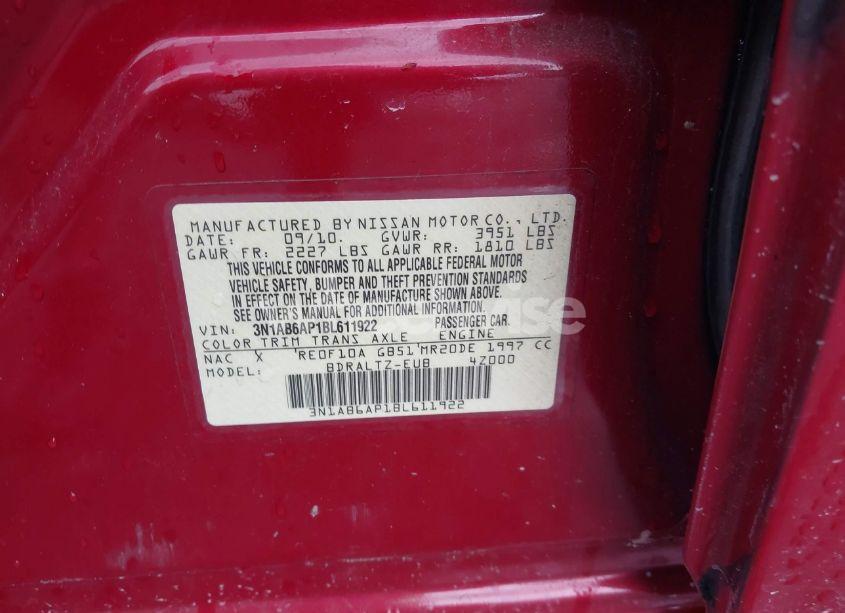 MANUFACTURED BY NISSAN MOTOR CO., LTD.
DATE: 09/10. GVWR: 3951 LBS
GAWR FR: 2227 LBS GAWR RR: 1810 LBS
THIS VEHICLE CONFORMS TO ALL APPLICABLE FEDERAL MOTOR
VEHICLE SAFETY, BUMPER AND THEFT PREVENTION STANDARDS
IN EFFECT ON THE DATE OF MANUFACTURE SHOWN ABOVE.
SEE OWNER'S MANUAL FOR ADDITIONAL INFORMATION.
VIN: 3N1AB6AP1BL611922 PASSENGER CAR
COLOR TRIM TRANS AXLE ENGINE
NAC X RE0F10A GB51 MR20DE 1997 CC
MODEL: BDRALTZ-EUB 4Z000
3N1AB6AP1BL611922